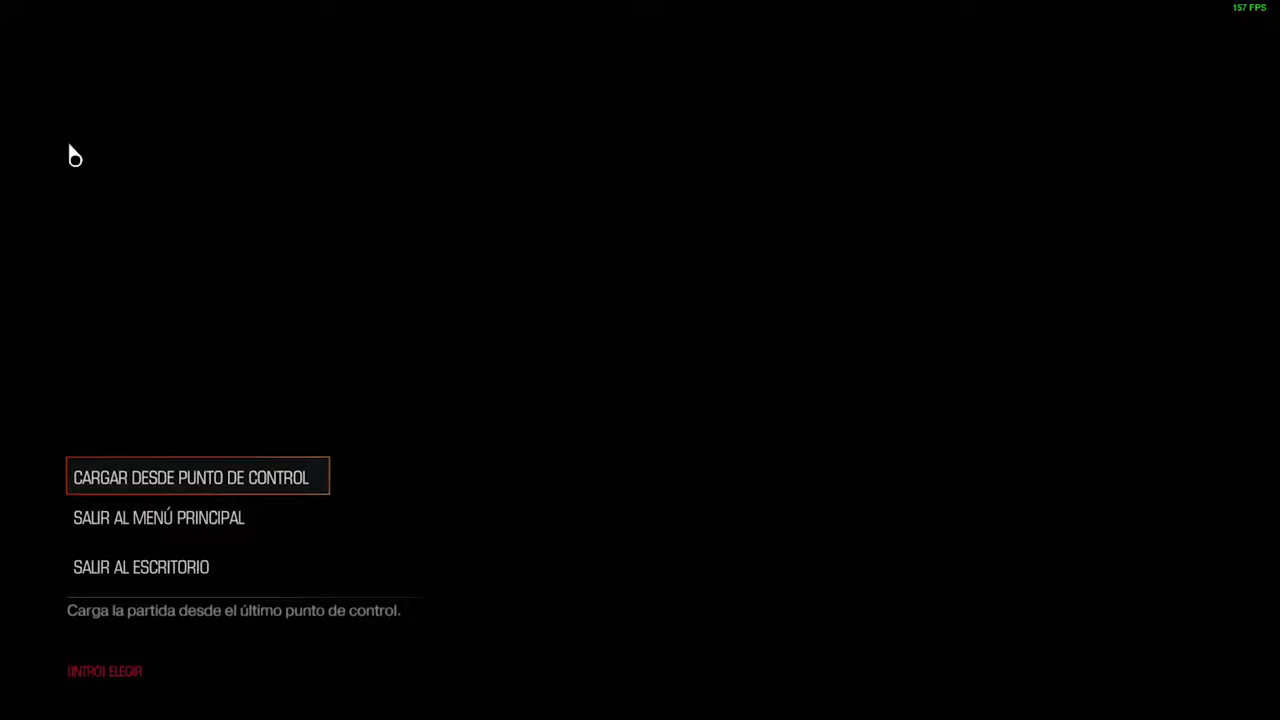 157 FPS
CARGAR DESDE PUNTO DE CONTROL
SALIR AL MENÚ PRINCIPAL
SALIR AL ESCRITORIO
Carga la partida desde el último punto de control.
[INTRO] ELEGIR